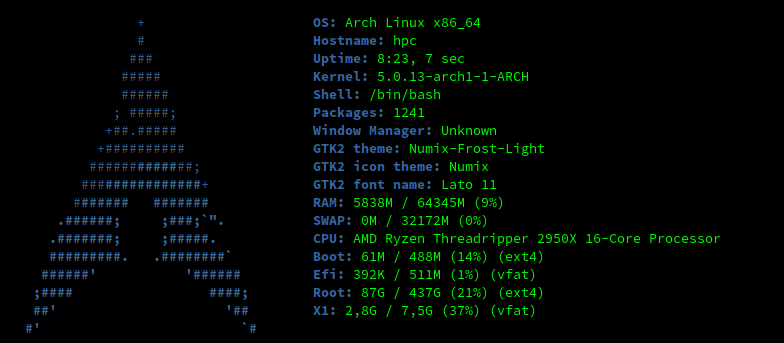 OS: Arch Linux x86_64
Hostname: hpc
Uptime: 8:23, 7 sec
Kernel: 5.0.13-arch1-1-ARCH
Shell: /bin/bash
Packages: 1241
Window Manager: Unknown
GTK2 theme: Numix-Frost-Light
GTK2 icon theme: Numix
GTK2 font name: Lato 11
RAM: 5838M / 64345M (9%)
SWAP: 0M / 32172M (0%)
CPU: AMD Ryzen Threadripper 2950X 16-Core Processor
Boot: 61M / 488M (14%) (ext4)
Efi: 392K / 511M (1%) (vfat)
Root: 87G / 437G (21%) (ext4)
X1: 2,8G / 7,5G (37%) (vfat)